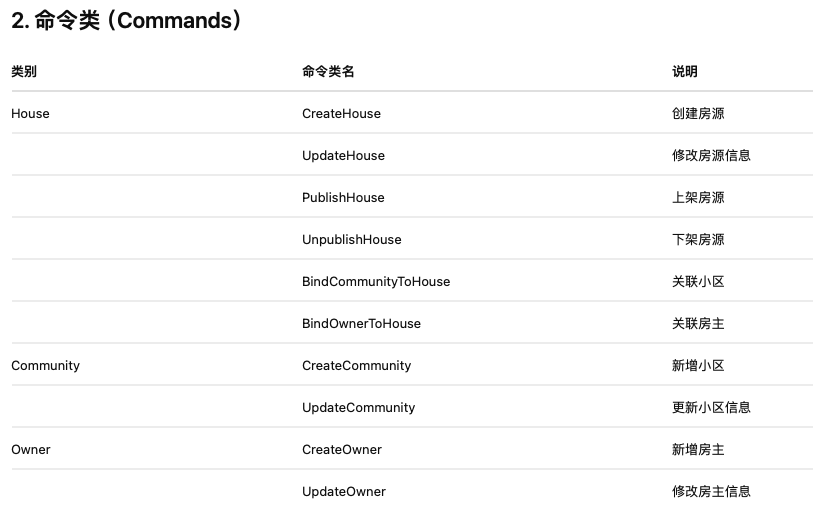 2. 命令类（Commands）
类别 命令类名 说明
House CreateHouse 创建房源
UpdateHouse 修改房源信息
PublishHouse 上架房源
UnpublishHouse 下架房源
BindCommunityToHouse 关联小区
BindOwnerToHouse 关联房主
Community CreateCommunity 新增小区
UpdateCommunity 更新小区信息
Owner CreateOwner 新增房主
UpdateOwner 修改房主信息